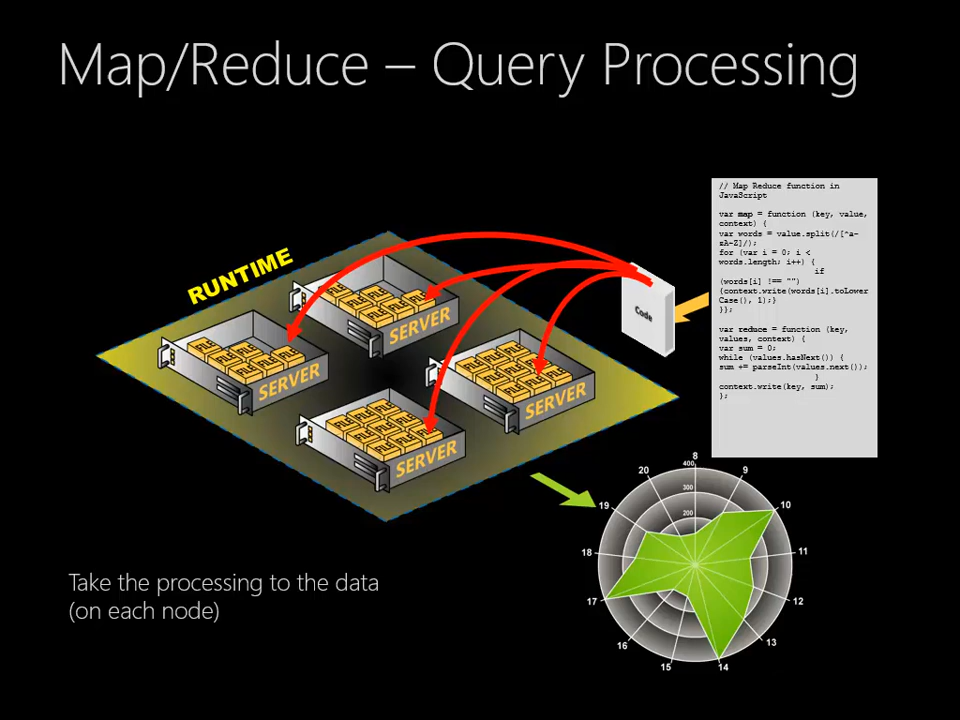 Map/Reduce – Query Processing
// Map Reduce function in
JavaScript
var map = function (key, value,
context) {
var words = value.split(/[^a-
zA-Z]/);
for (var i = 0; i <
words.length; i++) {
if
(words[i] !== "")
{context.write(words[i].toLower
Case(), 1);}
}};
var reduce = function (key,
values, context) {
var sum = 0;
while (values.hasNext()) {
sum += parseInt(values.next());
}
context.write(key, sum);
};
RUNTIME
SERVER
SERVER
SERVER
SERVER
Code
8
9
10
11
12
13
14
15
16
17
18
19
20
400
300
200
Take the processing to the data
(on each node)